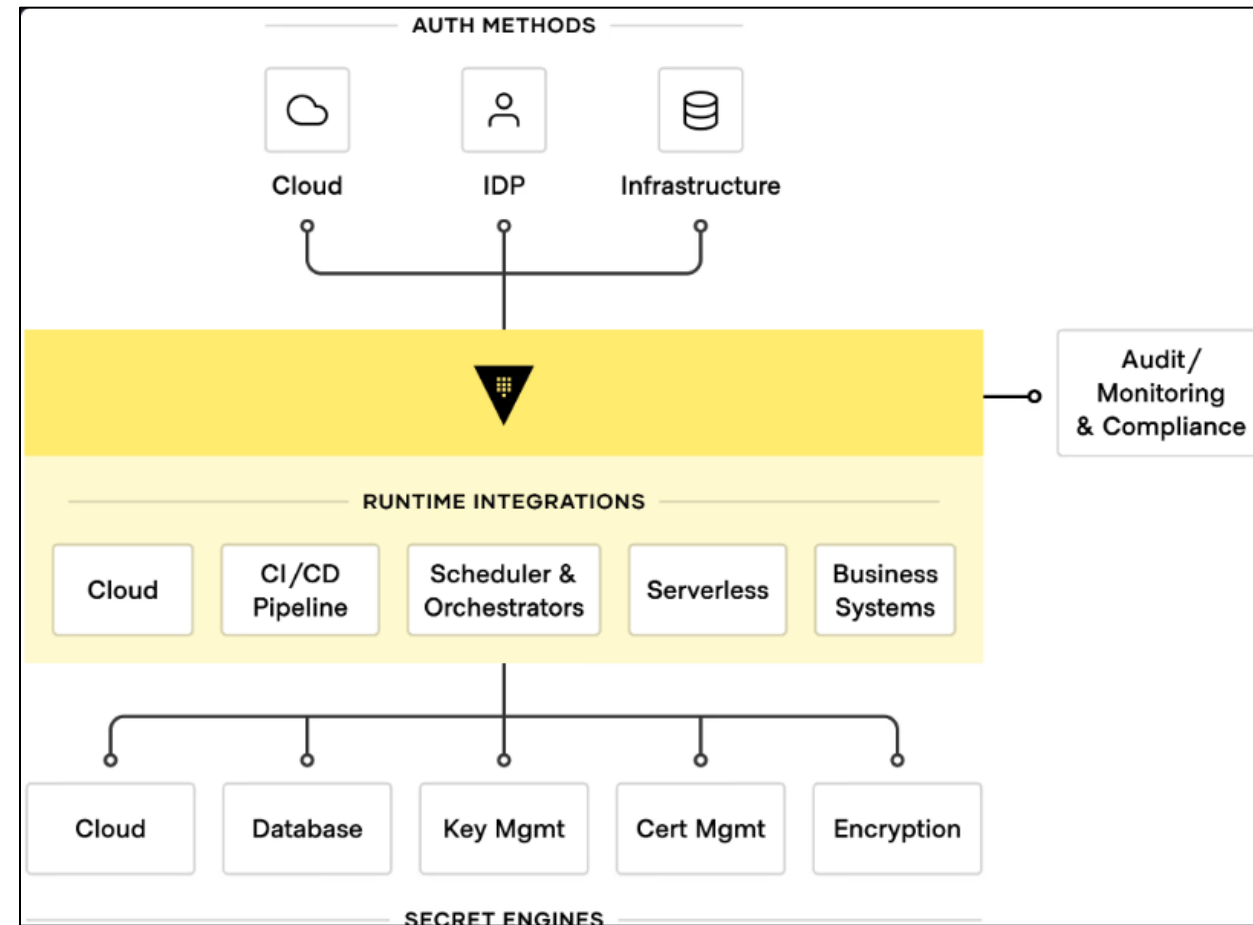 AUTH METHODS
Cloud
IDP
Infrastructure
Audit/
Monitoring
& Compliance
RUNTIME INTEGRATIONS
Cloud
CI/CD
Pipeline
Scheduler &
Orchestrators
Serverless
Business
Systems
Cloud
Database
Key Mgmt
Cert Mgmt
Encryption
SECRET ENGINES